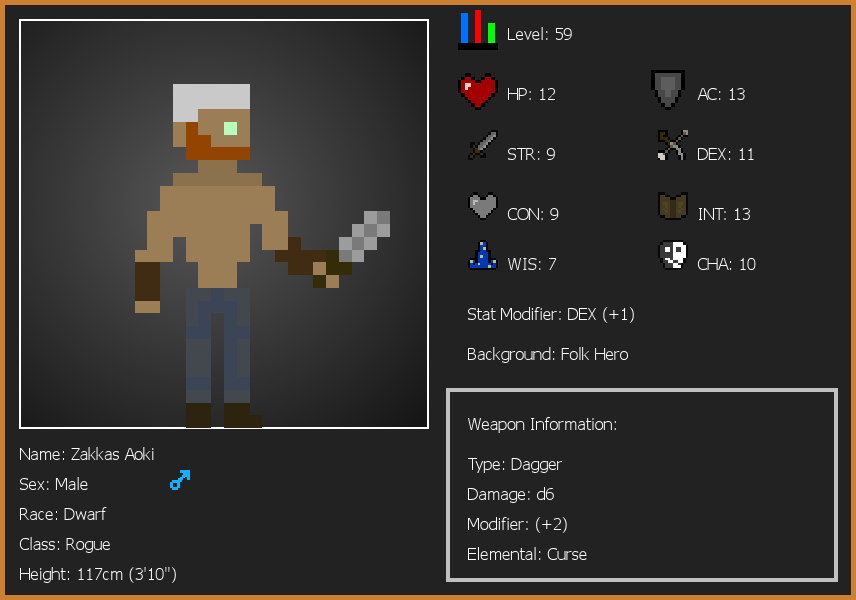 Level: 59
HP: 12
AC: 13
STR: 9
DEX: 11
CON: 9
INT: 13
WIS: 7
CHA: 10
Stat Modifier: DEX (+1)
Background: Folk Hero
Weapon Information:
Type: Dagger
Damage: d6
Modifier: (+2)
Elemental: Curse
Name: Zakkas Aoki
Sex: Male
Race: Dwarf
Class: Rogue
Height: 117cm (3'10")